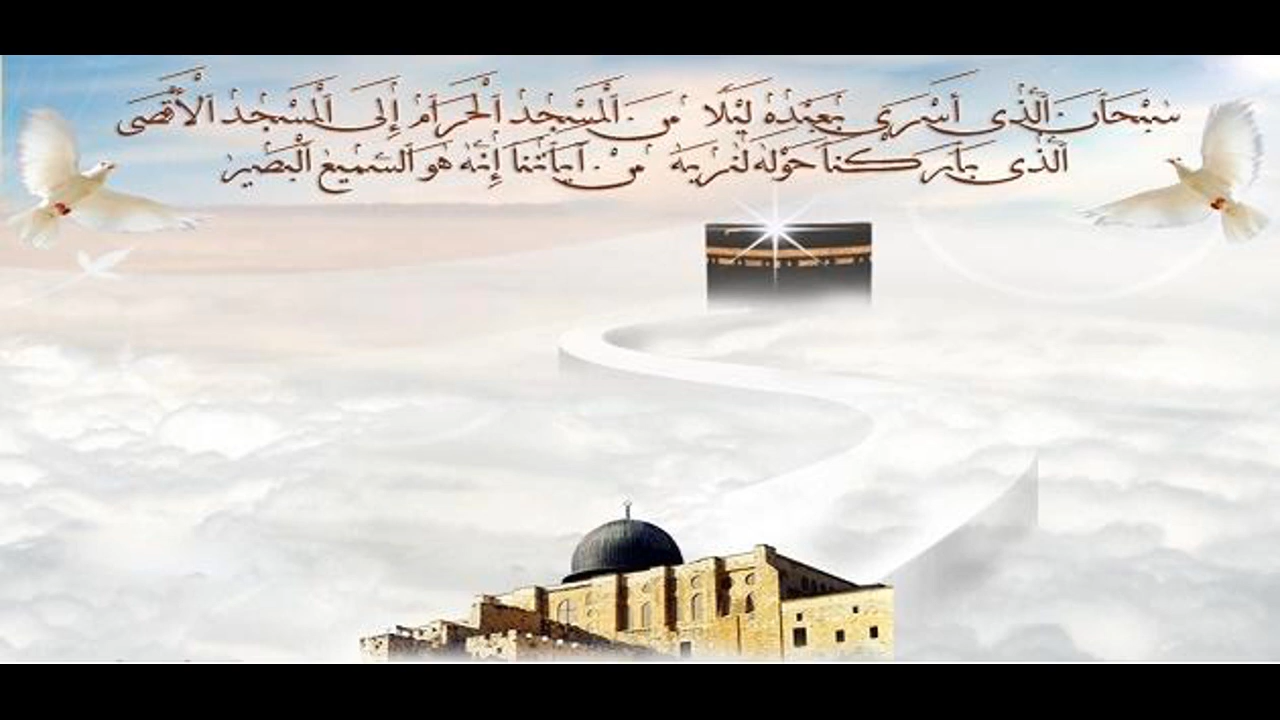 سُبْحَانَ الَّذِى أَسْرَى بِعَبْدِهِ لَيْلًا مِنَ الْمَسْجِدِ الْحَرَامِ إِلَى الْمَسْجِدِ الْأَقْصَى
الَّذِى بَارَكْنَا حَوْلَهُ لِنُرِيَهُ مِنْ آيَاتِنَا إِنَّهُ هُوَ السَّمِيعُ الْبَصِيرُ